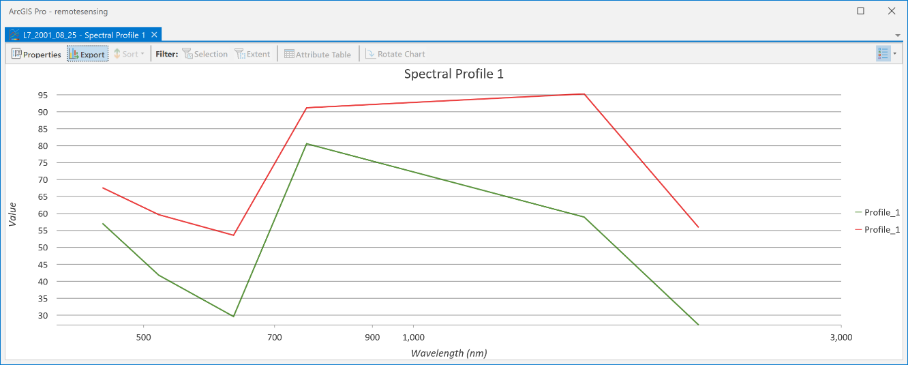 ArcGIS Pro - remotesensing
L7_2001_08_25 - Spectral Profile 1
Properties Export Sort Filter: Selection Extent Attribute Table Rotate Chart
Spectral Profile 1
95
90
85
80
75
70
65
60
55
50
45
40
35
30
Value
500 700 900 1,000 3,000
Wavelength (nm)
Profile_1
Profile_1